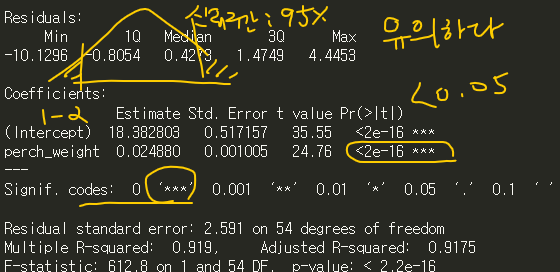 Residuals:
신뢰구간: 95%
유의하다
Min 1Q Median 3Q Max
-10.1296 -0.8054 0.4273 1.4749 4.4453
<0.05
Coefficients:
1-2
Estimate Std. Error t value Pr(>|t|)
(Intercept) 18.382803 0.517157 35.55 <2e-16 ***
perch_weight 0.024880 0.001005 24.76 <2e-16 ***
---
Signif. codes: 0 '***' 0.001 '**' 0.01 '*' 0.05 '.' 0.1 ' '
Residual standard error: 2.591 on 54 degrees of freedom
Multiple R-squared: 0.919, Adjusted R-squared: 0.9175
F-statistic: 612.8 on 1 and 54 DF, p-value: < 2.2e-16